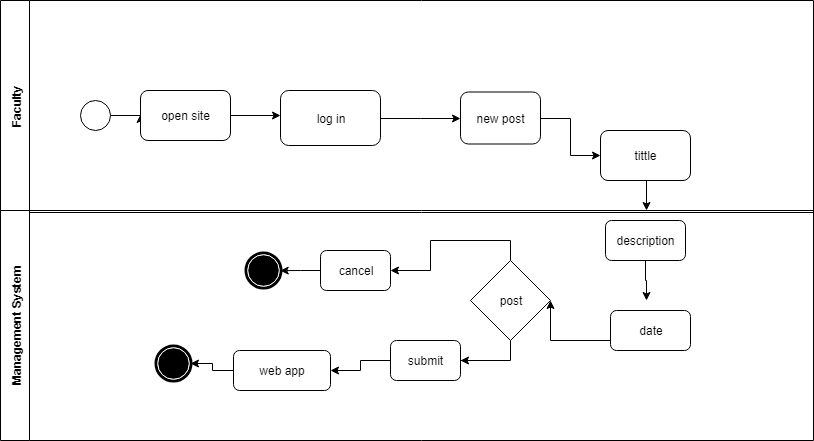 Faculty
open site
log in
new post
tittle
Management System
description
cancel
post
date
submit
web app